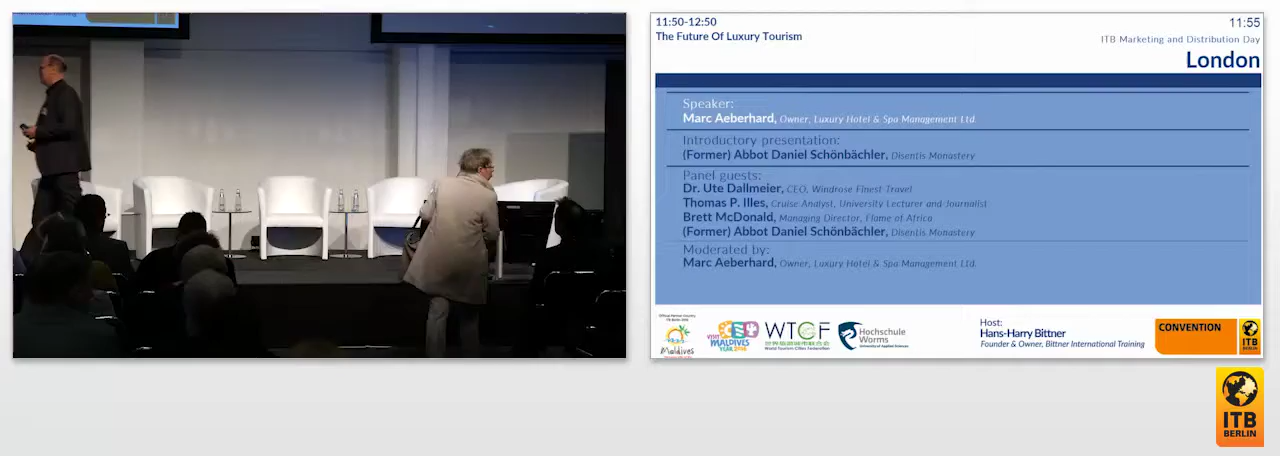 11:50-12:50
The Future Of Luxury Tourism
11:55
ITB Marketing and Distribution Day
London
Speaker:
Marc Aeberhard, Owner, Luxury Hotel & Spa Management Ltd.
Introductory presentation:
(Former) Abbot Daniel Schönbächler, Disentis Monastery
Panel guests:
Dr. Ute Dallmeier, CEO, Windrose Finest Travel
Thomas P. Illes, Cruise Analyst, University Lecturer and Journalist
Brett McDonald, Managing Director, Flame of Africa
(Former) Abbot Daniel Schönbächler, Disentis Monastery
Moderated by:
Marc Aeberhard, Owner, Luxury Hotel & Spa Management Ltd.
Maldives
VISIT
MALDIVES
YEAR 2016
WTCF
World Tourism Cities Federation
Hochschule
Worms
University of Applied Sciences
Host:
Hans-Harry Bittner
Founder & Owner, Bittner International Training
CONVENTION
ITB
BERLIN
ITB
BERLIN